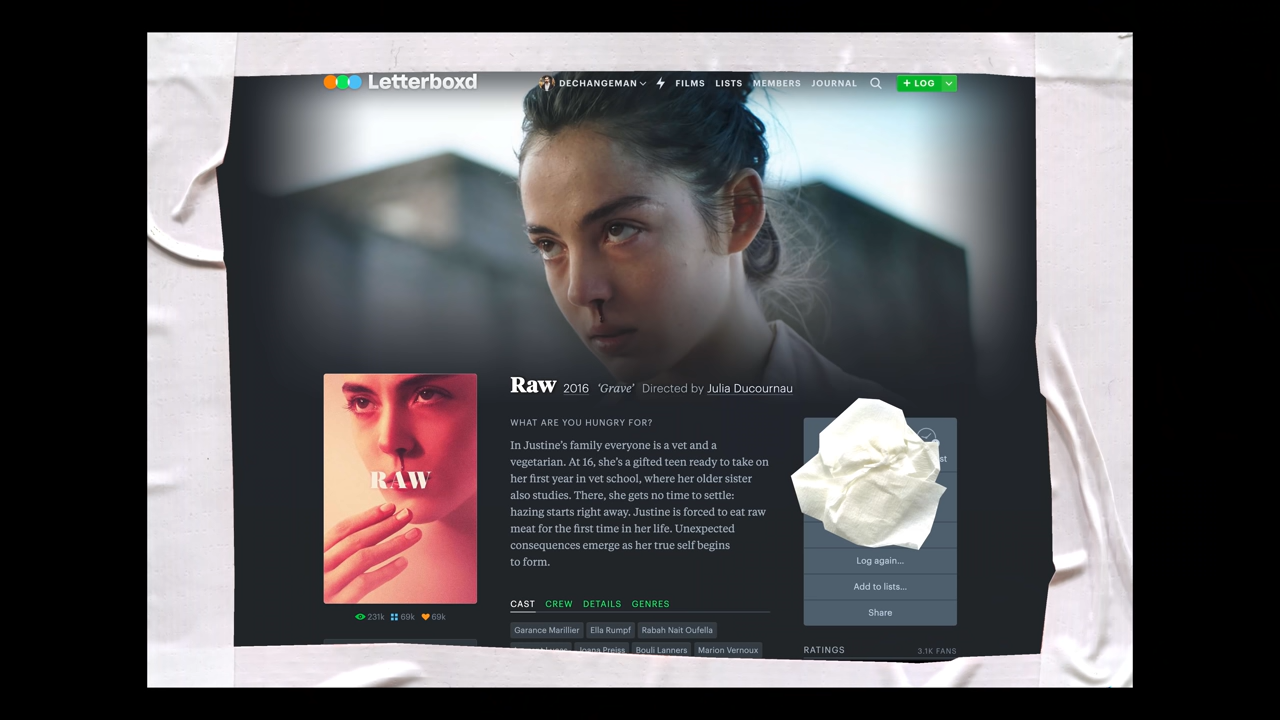 Letterboxd
DECHANGEMAN
FILMS
LISTS
MEMBERS
JOURNAL
+ LOG
Raw 2016 ‘Grave’ Directed by Julia Ducournau
RAW
WHAT ARE YOU HUNGRY FOR?
In Justine’s family everyone is a vet and a
vegetarian. At 16, she’s a gifted teen ready to take on
her first year in vet school, where her older sister
also studies. There, she gets no time to settle:
hazing starts right away. Justine is forced to eat raw
meat for the first time in her life. Unexpected
consequences emerge as her true self begins
to form.
231k 69k 69k
CAST CREW DETAILS GENRES
Garance Marillier Ella Rumpf Rabah Nait Oufella
Joana Preiss Bouli Lanners Marion Vernoux
Log again...
Add to lists...
Share
RATINGS 3.1K FANS